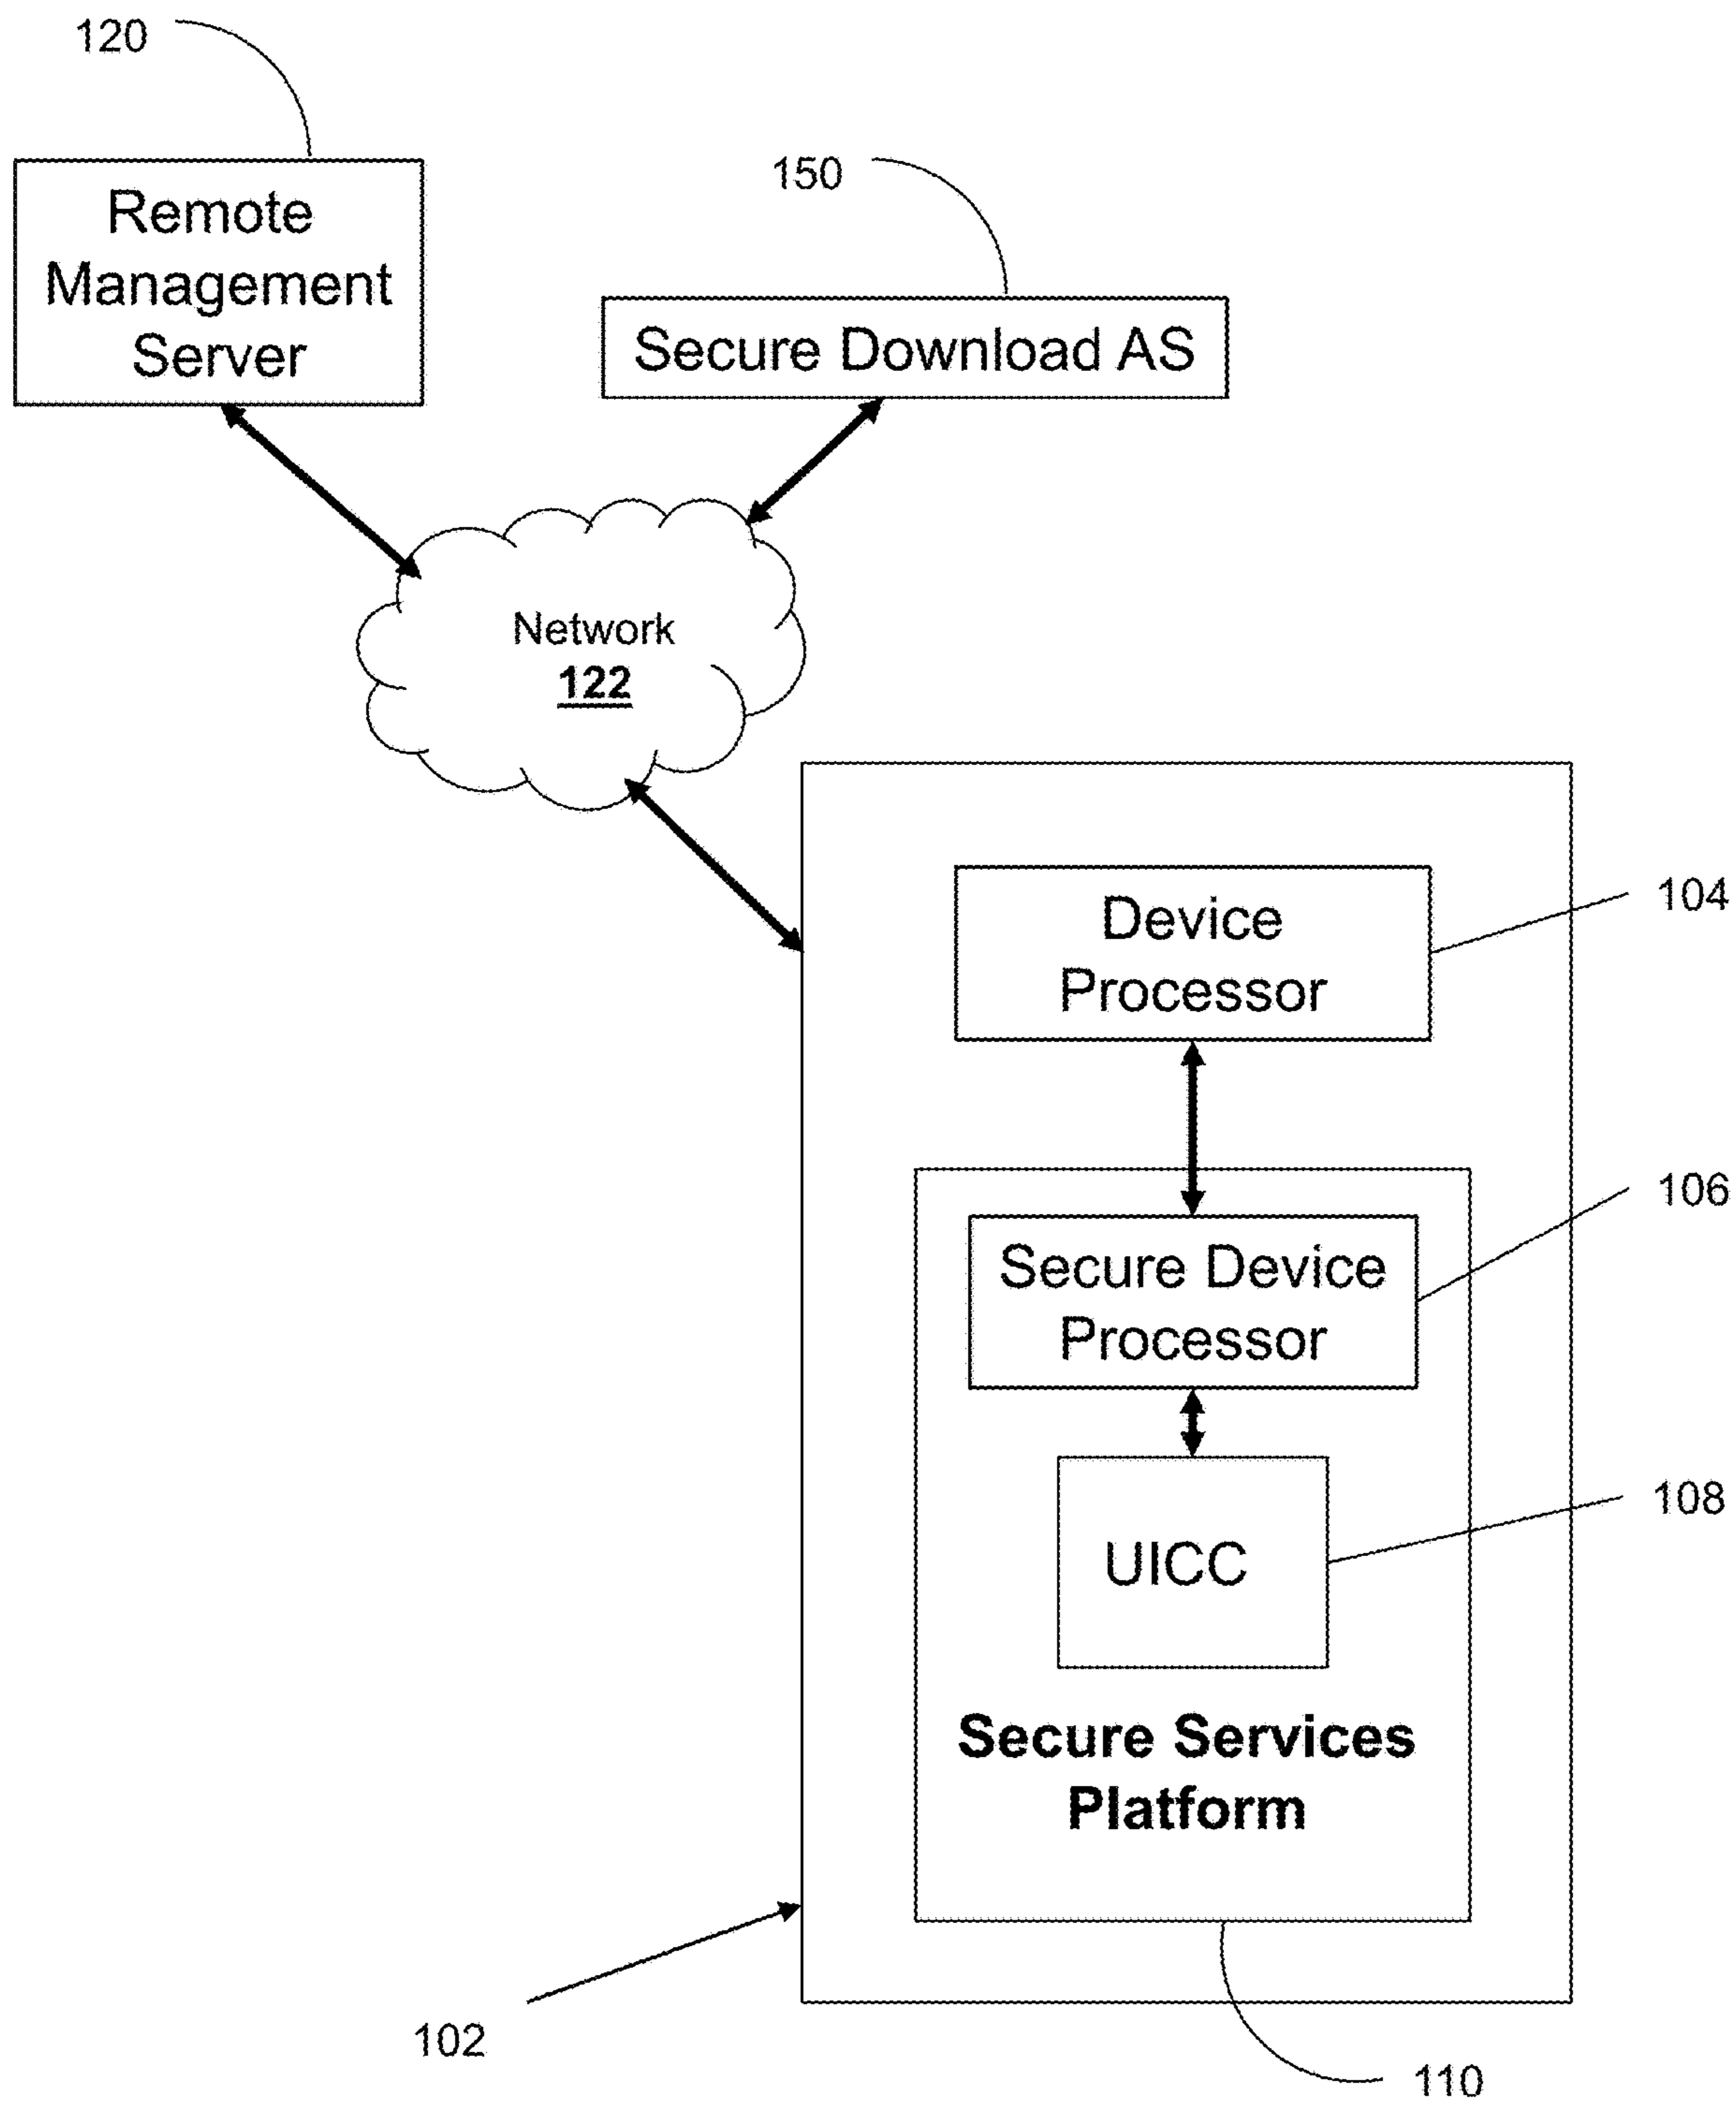 120
Remote
Management
Server
150
Secure Download AS
Network
122
Device
Processor
104
Secure Device
Processor
106
UICC
108
Secure Services
Platform
102
110